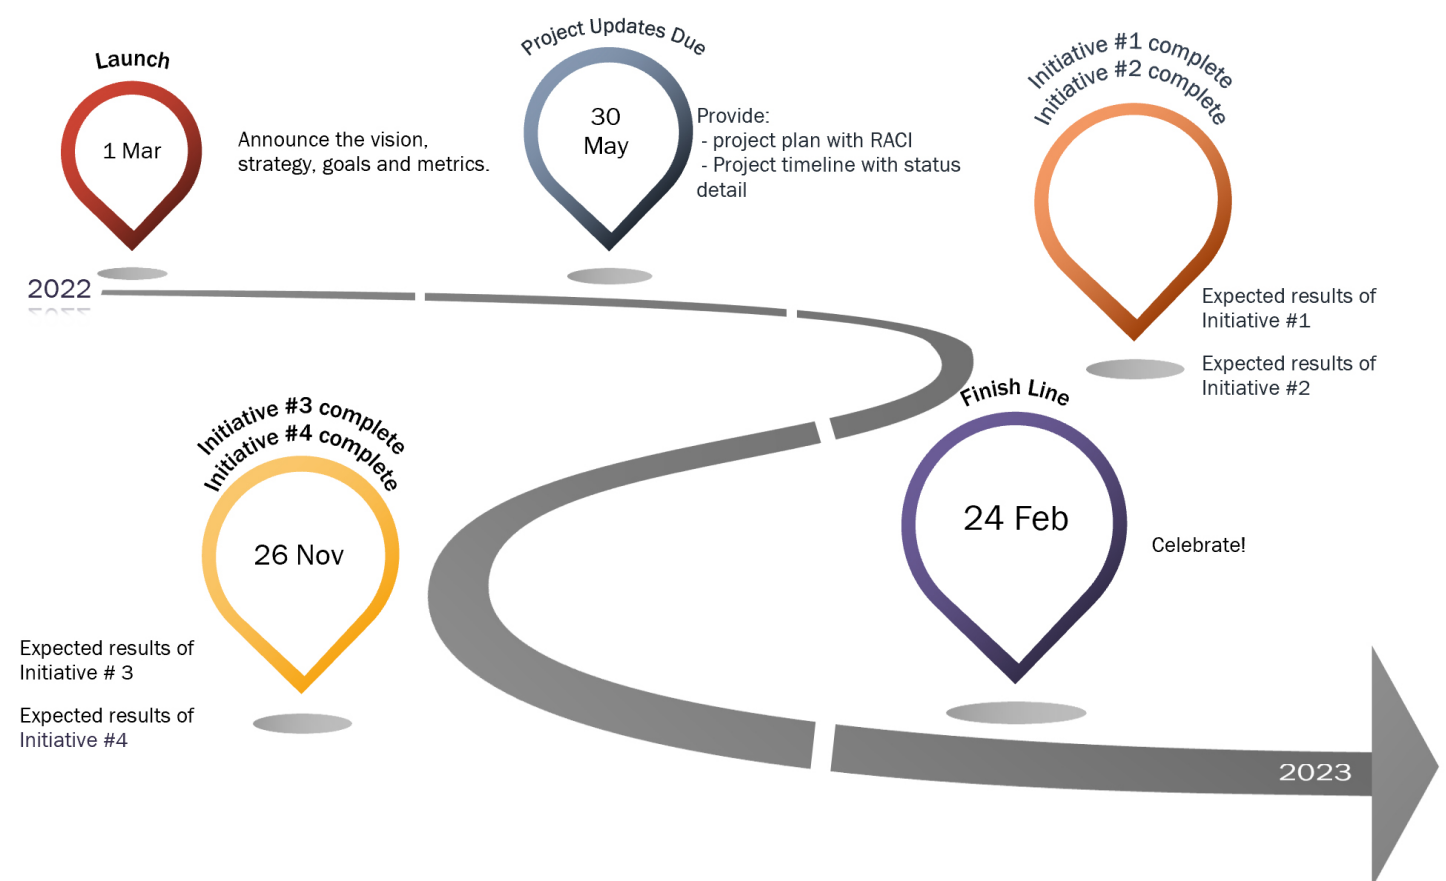 Launch
1 Mar
Announce the vision,
strategy, goals and metrics.
Project Updates Due
30
May
Provide:
- project plan with RACI
- Project timeline with status
detail
Initiative #1 complete
Initiative #2 complete
Expected results of
Initiative #1
Expected results of
Initiative #2
2022
Initiative #3 complete
Initiative #4 complete
26 Nov
Expected results of
Initiative # 3
Expected results of
Initiative #4
Finish Line
24 Feb
Celebrate!
2023